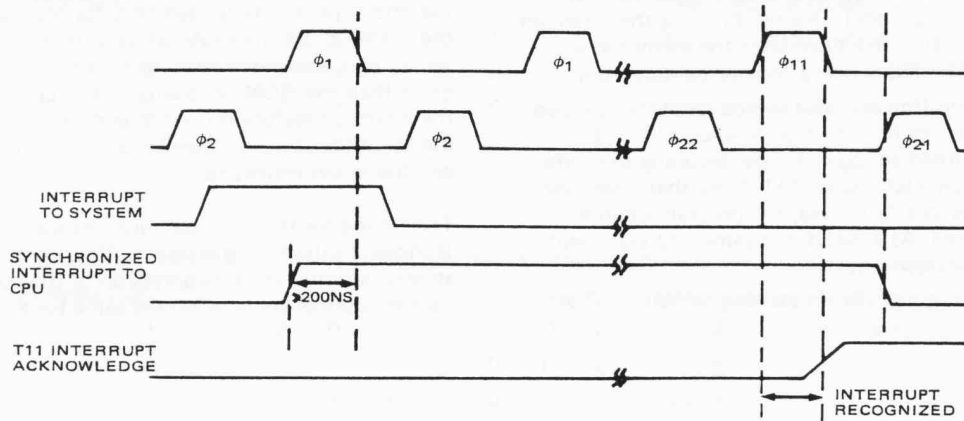 ϕ1 ϕ1 ϕ11
ϕ2 ϕ2 ϕ22 ϕ21
INTERRUPT
TO SYSTEM
SYNCHRONIZED
INTERRUPT TO
CPU
≥200NS
T11 INTERRUPT
ACKNOWLEDGE
INTERRUPT
RECOGNIZED